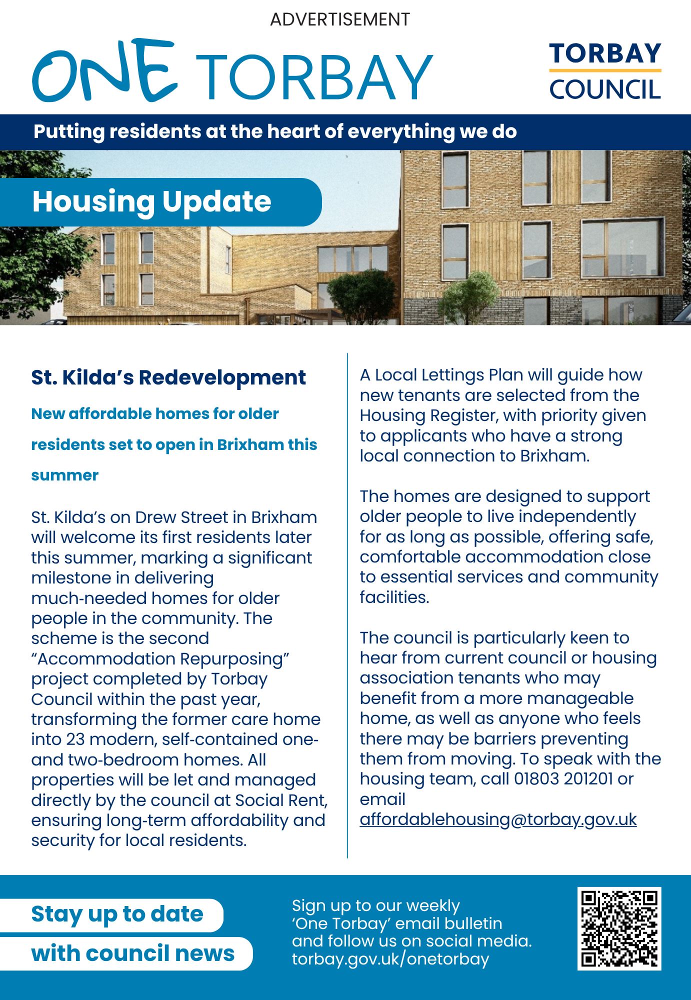 ADVERTISEMENT
ONE TORBAY
TORBAY
COUNCIL
Putting residents at the heart of everything we do
Housing Update
St. Kilda’s Redevelopment
New affordable homes for older
residents set to open in Brixham this
summer
St. Kilda’s on Drew Street in Brixham
will welcome its first residents later
this summer, marking a significant
milestone in delivering
much-needed homes for older
people in the community. The
scheme is the second
“Accommodation Repurposing”
project completed by Torbay
Council within the past year,
transforming the former care home
into 23 modern, self-contained one-
and two-bedroom homes. All
properties will be let and managed
directly by the council at Social Rent,
ensuring long-term affordability and
security for local residents.
A Local Lettings Plan will guide how
new tenants are selected from the
Housing Register, with priority given
to applicants who have a strong
local connection to Brixham.
The homes are designed to support
older people to live independently
for as long as possible, offering safe,
comfortable accommodation close
to essential services and community
facilities.
The council is particularly keen to
hear from current council or housing
association tenants who may
benefit from a more manageable
home, as well as anyone who feels
there may be barriers preventing
them from moving. To speak with the
housing team, call 01803 201201 or
email
affordablehousing@torbay.gov.uk
Stay up to date
with council news
Sign up to our weekly
‘One Torbay’ email bulletin
and follow us on social media.
torbay.gov.uk/onetorbay